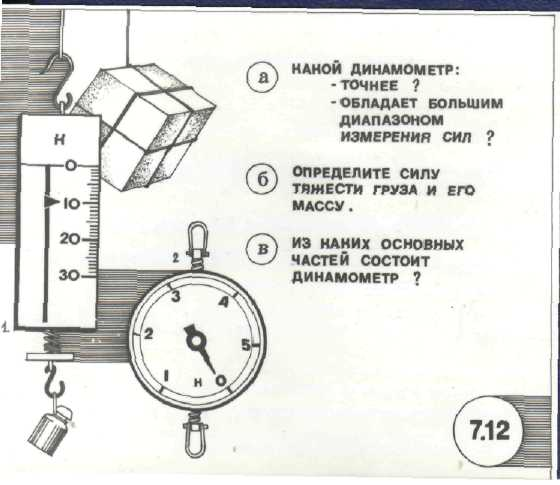 а
КАКОЙ ДИНАМОМЕТР:
- ТОЧНЕЕ ?
- ОБЛАДАЕТ БОЛЬШИМ
ДИАПАЗОНОМ
ИЗМЕРЕНИЯ СИЛ ?
б
ОПРЕДЕЛИТЕ СИЛУ
ТЯЖЕСТИ ГРУЗА И ЕГО
МАССУ.
в
ИЗ КАКИХ ОСНОВНЫХ
ЧАСТЕЙ СОСТОИТ
ДИНАМОМЕТР ?
Н
0
10
20
30
1.
2
3
4
2
5
1
Н
0
7.12